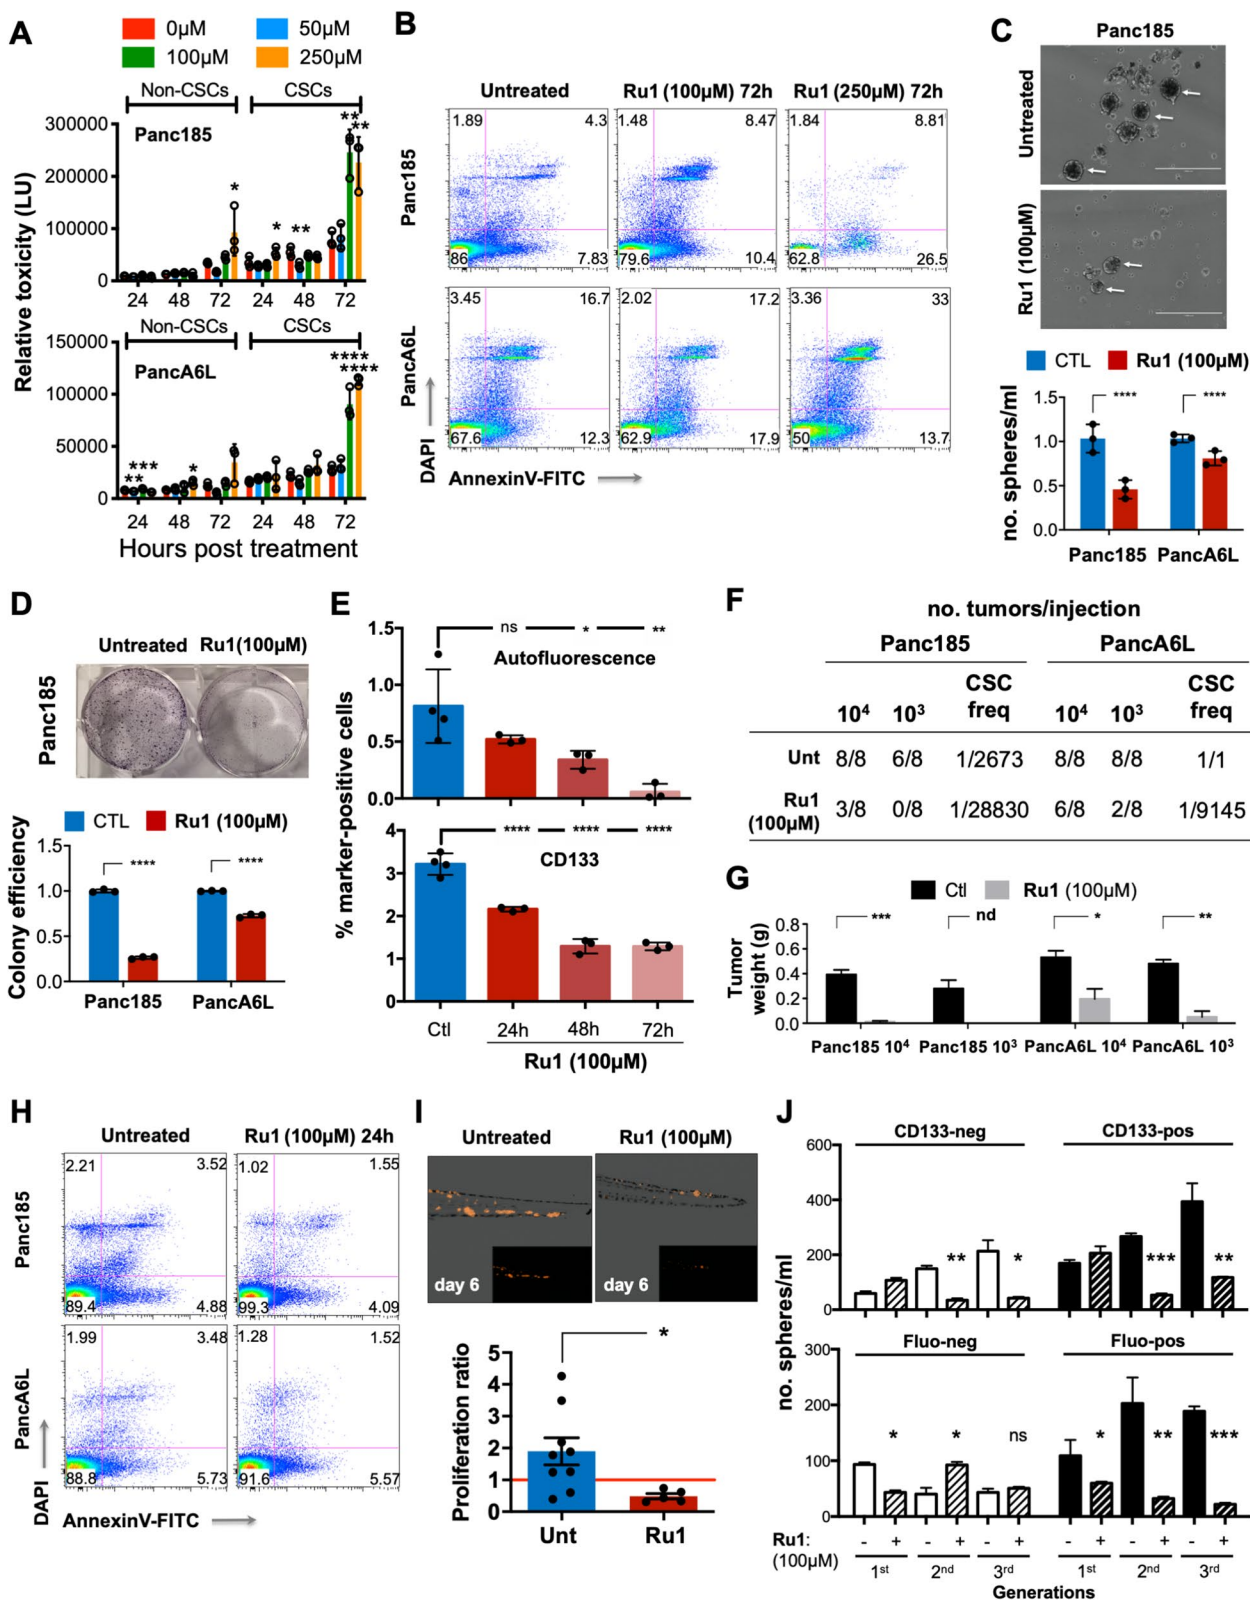 A
0μM
50μM
100μM
250μM
Non-CSCs
CSCs
Relative toxicity (LU)
300000
200000
100000
0
Panc185
*
*
**
**
**
24
48
72
24
48
72
Non-CSCs
CSCs
150000
100000
50000
0
PancA6L
***
**
*
****
****
24
48
72
24
48
72
Hours post treatment
B
Untreated
Ru1 (100μM) 72h
Ru1 (250μM) 72h
Panc185
1.89
4.3
86
7.83
1.48
8.47
79.6
10.4
1.84
8.81
62.8
26.5
PancA6L
3.45
16.7
67.6
12.3
2.02
17.2
62.9
17.9
3.36
33
50
13.7
DAPI
AnnexinV-FITC
C
Panc185
Untreated
Ru1 (100μM)
CTL
Ru1 (100μM)
no. spheres/ml
1.5
1.0
0.5
0.0
****
****
Panc185
PancA6L
D
Untreated
Ru1(100μM)
Panc185
CTL
Ru1 (100μM)
Colony efficiency
1.5
1.0
0.5
0.0
****
****
Panc185
PancA6L
E
% marker-positive cells
1.5
1.0
0.5
0.0
ns
*
**
Autofluorescence
4
3
2
1
0
****
****
****
CD133
Ctl
24h
48h
72h
Ru1 (100μM)
F
no. tumors/injection
Panc185
PancA6L
10⁴ 10³ CSC freq 10⁴ 10³ CSC freq
Unt 8/8 6/8 1/2673 8/8 8/8 1/1
Ru1 (100μM) 3/8 0/8 1/28830 6/8 2/8 1/9145
G
Ctl
Ru1 (100μM)
Tumor weight (g)
0.8
0.6
0.4
0.2
0.0
***
nd
*
**
Panc185 10⁴
Panc185 10³
PancA6L 10⁴
PancA6L 10³
H
Untreated
Ru1 (100μM) 24h
Panc185
2.21
3.52
89.4
4.88
1.02
1.55
99.3
4.09
PancA6L
1.99
3.48
88.8
5.73
1.28
1.52
91.6
5.57
DAPI
AnnexinV-FITC
I
Untreated
Ru1 (100μM)
day 6
day 6
Proliferation ratio
5
4
3
2
1
0
*
Unt
Ru1
J
no. spheres/ml
CD133-neg
CD133-pos
600
400
200
0
**
*
***
**
Fluo-neg
Fluo-pos
300
200
100
0
*
*
ns
*
**
***
Ru1: - + - + - + - + - + - +
(100μM)
1ˢᵗ 2ⁿᵈ 3ʳᵈ 1ˢᵗ 2ⁿᵈ 3ʳᵈ
Generations